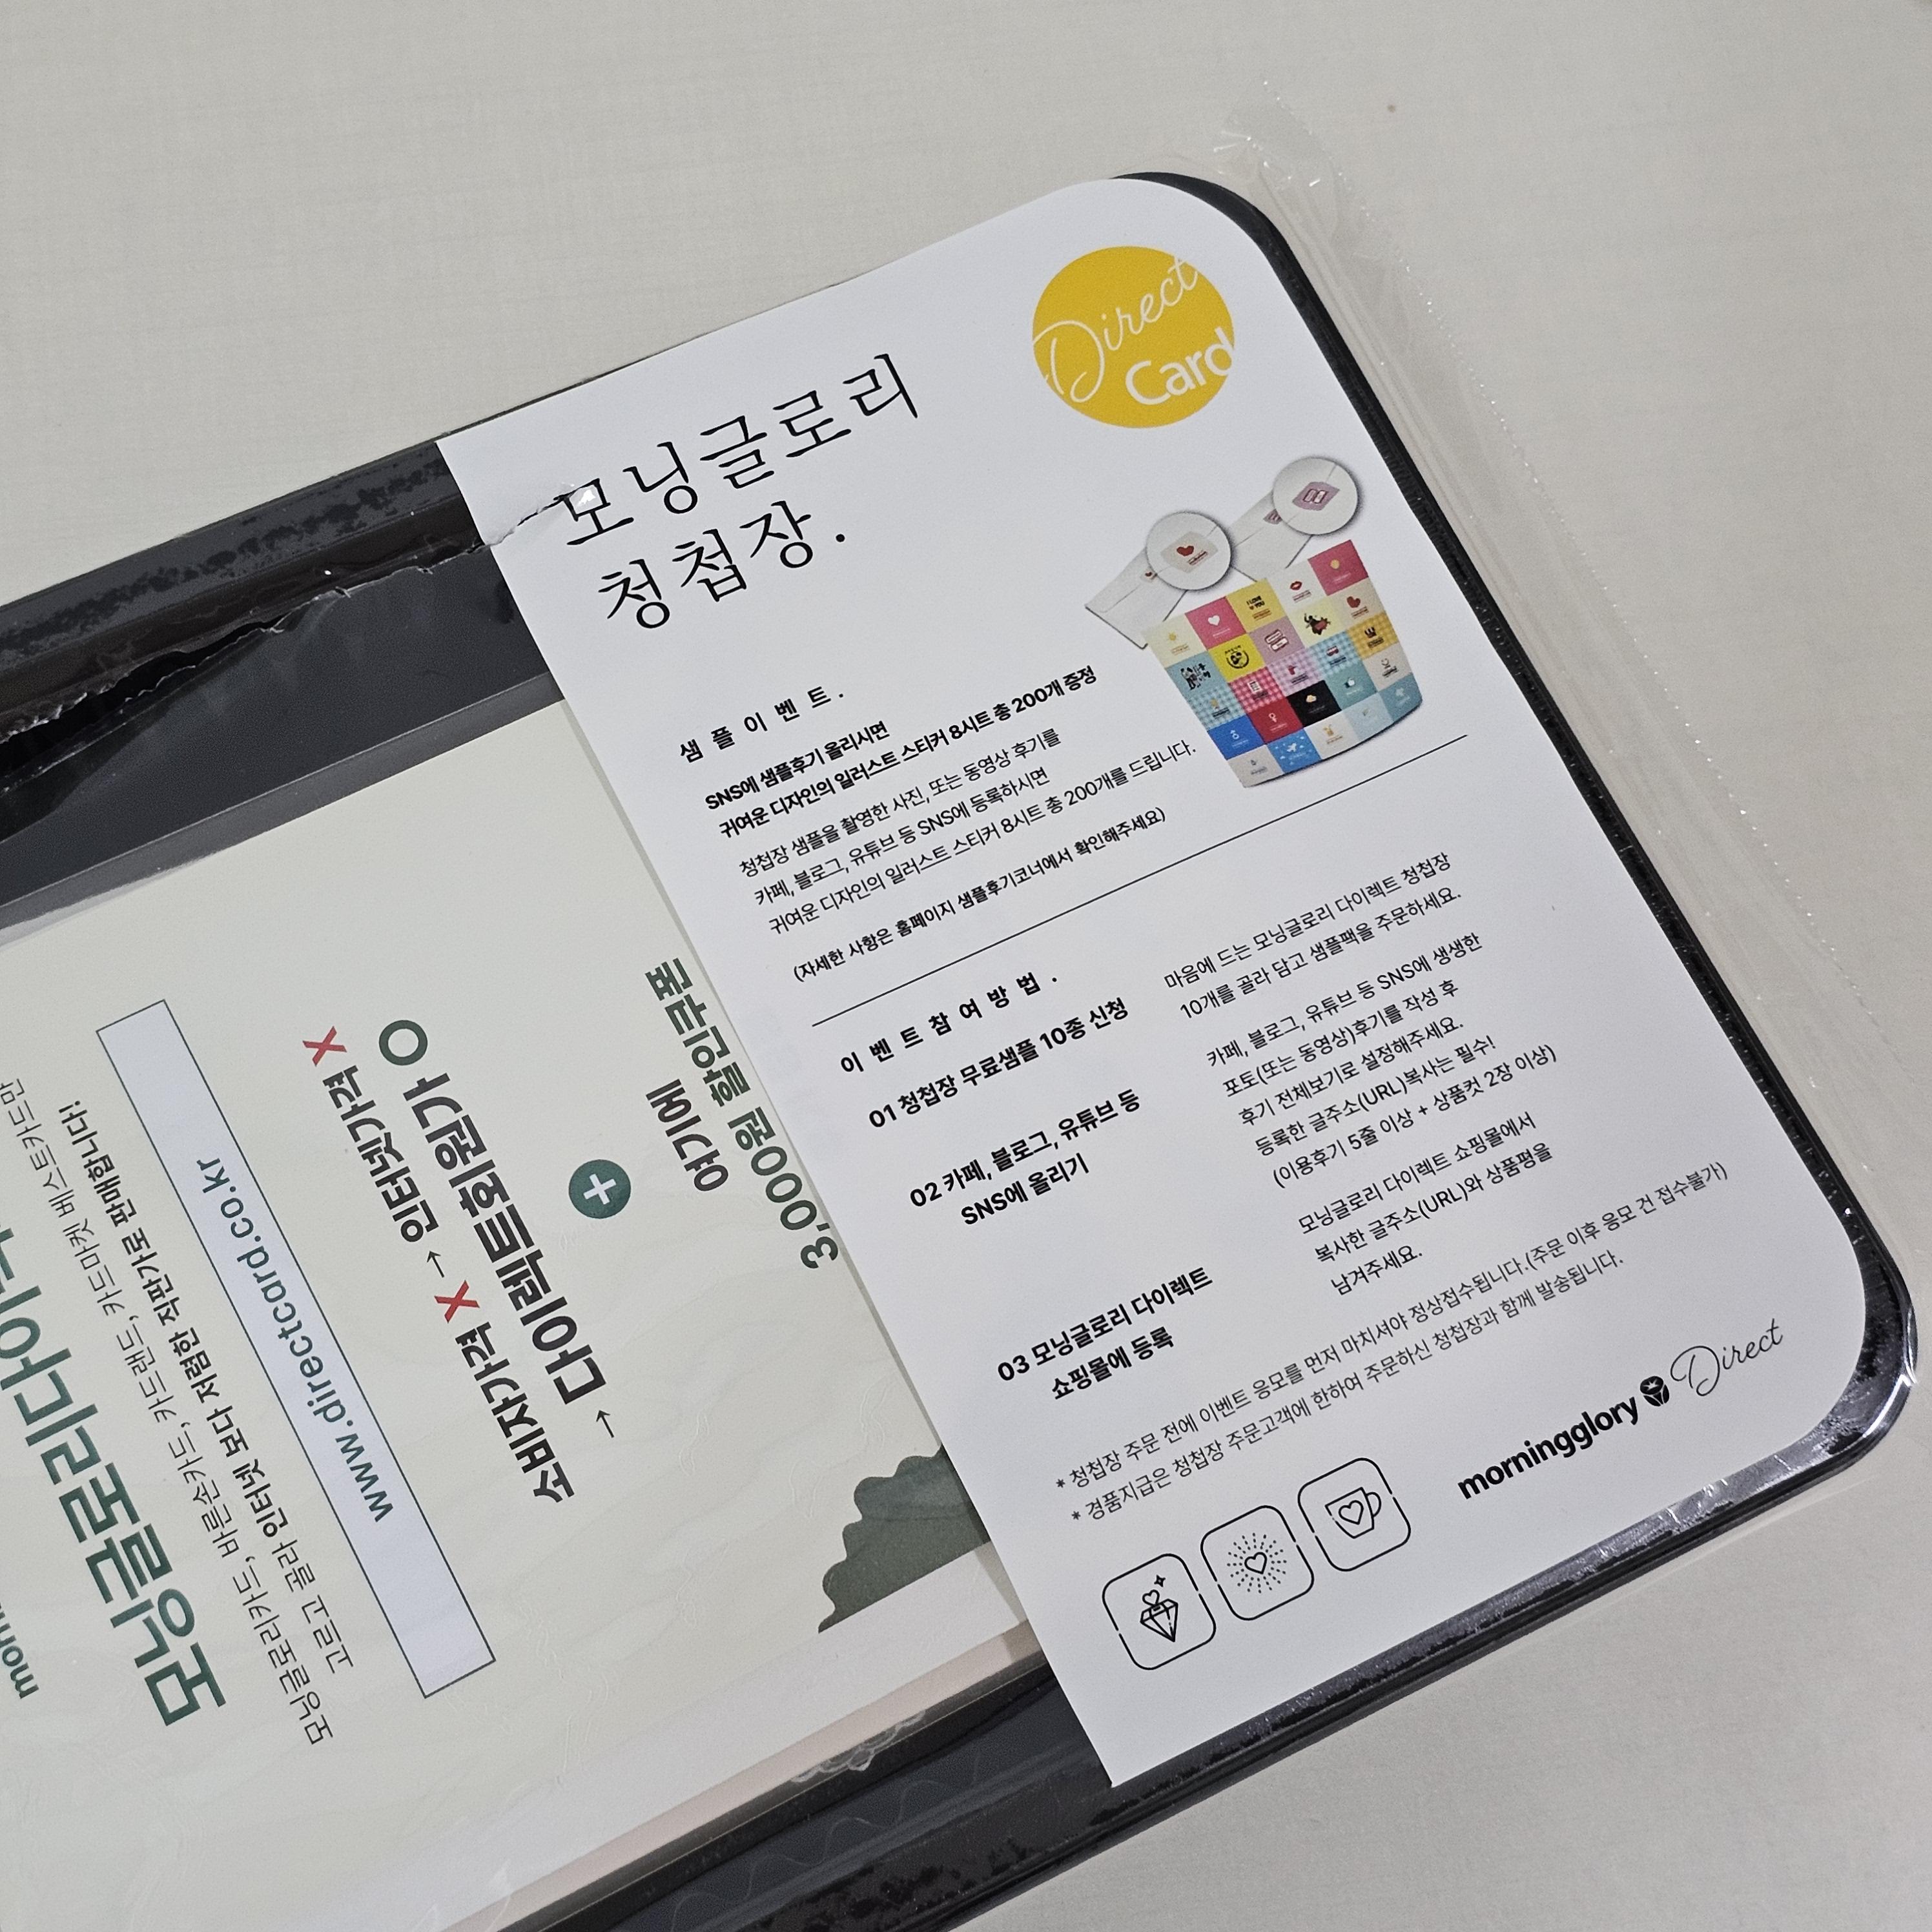 Direct
Card
모닝글로리
청첩장.
샘플이벤트.
SNS에 샘플후기 올리시면
귀여운 디자인의 일러스트 스티커 8시트 총 200개 증정
청첩장 샘플을 촬영한 사진, 또는 동영상 후기를
카페, 블로그, 유튜브 등 SNS에 등록하시면
귀여운 디자인의 일러스트 스티커 8시트 총 200개를 드립니다.
(자세한 사항은 홈페이지 샘플후기코너에서 확인해주세요)
이벤트참여방법.
01 청첩장 무료샘플 10종 신청
마음에 드는 모닝글로리 다이렉트 청첩장
10개를 골라 담고 샘플팩을 주문하세요.
02 카페, 블로그, 유튜브 등
SNS에 올리기
카페, 블로그, 유튜브 등 SNS에 생생한
포토(또는 동영상)후기를 작성 후
후기 전체보기로 설정해주세요.
등록한 글주소(URL)복사는 필수!
(이용후기 5줄 이상 + 상품컷 2장 이상)
03 모닝글로리 다이렉트
쇼핑몰에 등록
모닝글로리 다이렉트 쇼핑몰에서
복사한 글주소(URL)와 상품평을
남겨주세요.
* 청첩장 주문 전에 이벤트 응모를 먼저 마치셔야 정상접수됩니다.(주문 이후 응모 건 접수불가)
* 경품지급은 청첩장 주문고객에 한하여 주문하신 청첩장과 함께 발송됩니다.
morningglory Direct
모닝글로리다이렉
모닝글로리카드, 바른손카드, 카드랜드, 카드마켓 베스트카드만
고르고 골라 인터넷 보다 저렴한 직판가로 판매합니다!
www.directcard.co.kr
소비자가격 X → 인터넷가격 X
→ 다이렉트회원가 O
+
여기에
3,000원 할인쿠폰